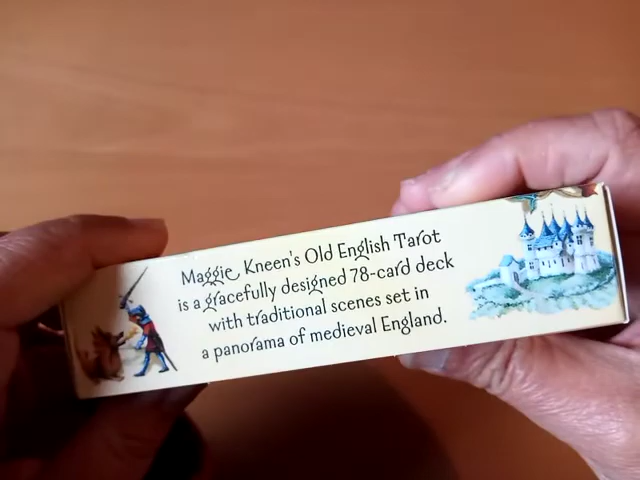 Maggie Kneen's Old English Tarot
is a gracefully designed 78-card deck
with traditional scenes set in
a panorama of medieval England.